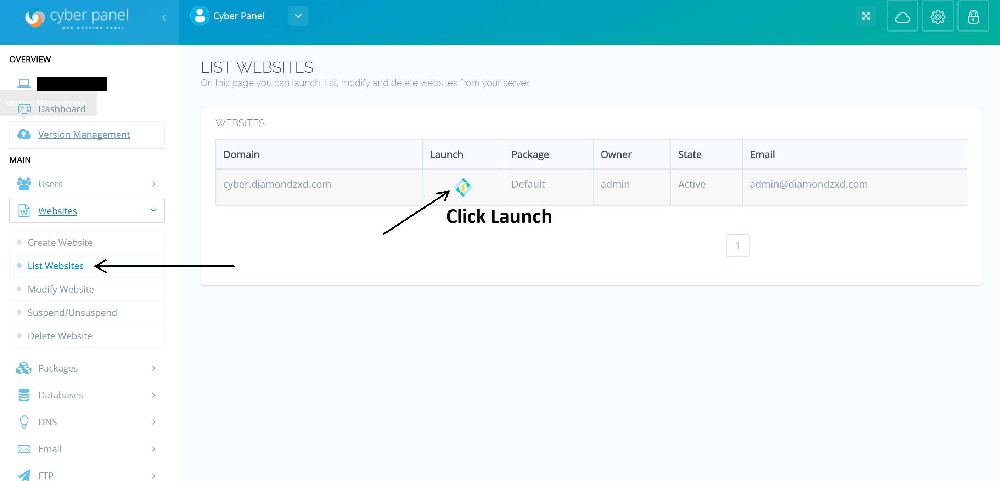 cyber panel
WEB HOSTING PANEL
Cyber Panel
OVERVIEW
Version Management
Dashboard
Version Management
MAIN
Users
Websites
Create Website
List Websites
Modify Website
Suspend/Unsuspend
Delete Website
Packages
Databases
DNS
Email
FTP
LIST WEBSITES
On this page you can launch, list, modify and delete websites from your server.
WEBSITES
Domain Launch Package Owner State Email
cyber.diamondzxd.com Default admin Active admin@diamondzxd.com
Click Launch
1